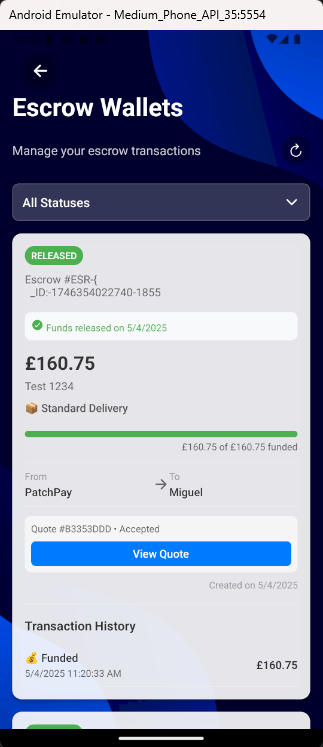 Android Emulator - Medium_Phone_API_35:5554
Escrow Wallets
Manage your escrow transactions
All Statuses
RELEASED
Escrow #ESR-{
_ID:-1746354022740-1855
Funds released on 5/4/2025
£160.75
Test 1234
📦 Standard Delivery
£160.75 of £160.75 funded
From
To
PatchPay
Miguel
Quote #B3353DDD • Accepted
View Quote
Created on 5/4/2025
Transaction History
💰 Funded
£160.75
5/4/2025 11:20:33 AM